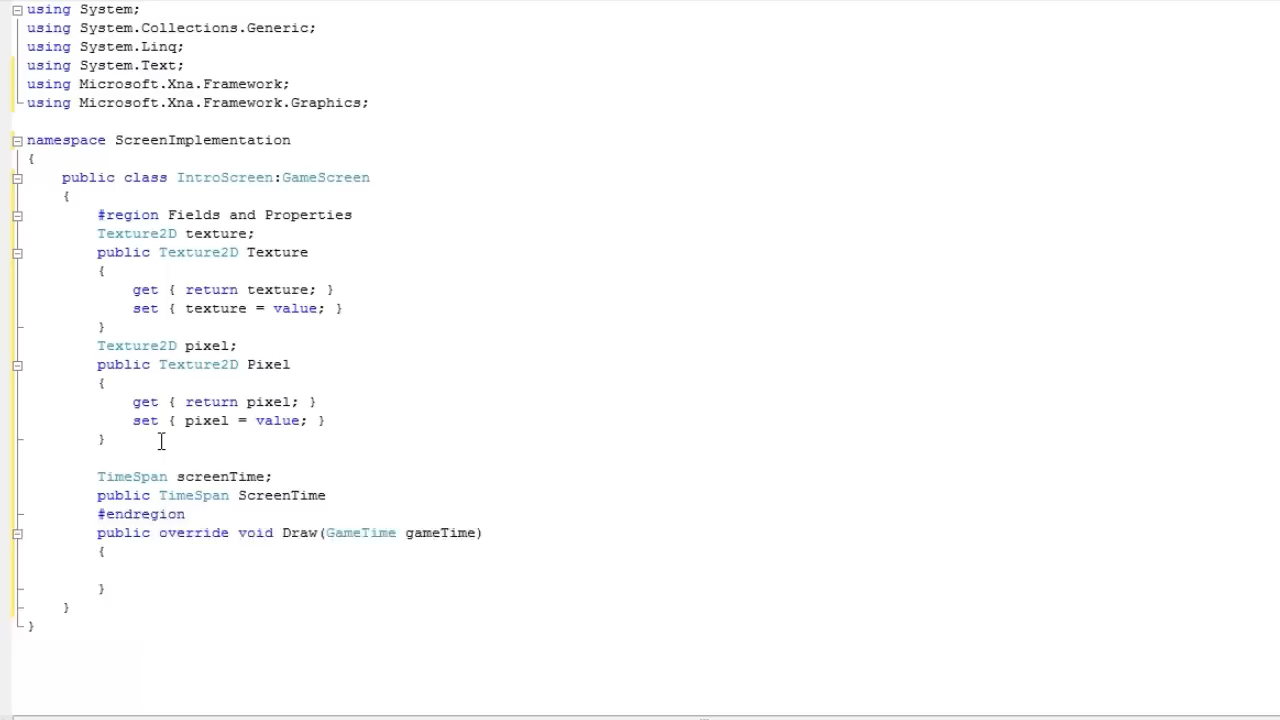 using System;
using System.Collections.Generic;
using System.Linq;
using System.Text;
using Microsoft.Xna.Framework;
using Microsoft.Xna.Framework.Graphics;
namespace ScreenImplementation
{
public class IntroScreen:GameScreen
{
#region Fields and Properties
Texture2D texture;
public Texture2D Texture
{
get { return texture; }
set { texture = value; }
}
Texture2D pixel;
public Texture2D Pixel
{
get { return pixel; }
set { pixel = value; }
}
TimeSpan screenTime;
public TimeSpan ScreenTime
#endregion
public override void Draw(GameTime gameTime)
{
}
}
}